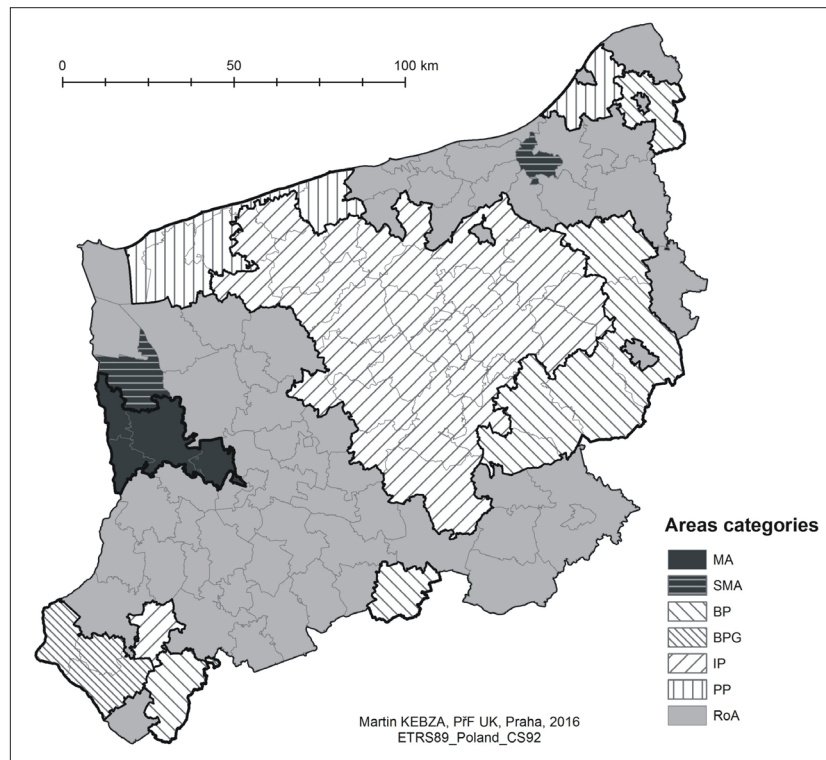 0 50 100 km
Areas categories
MA
SMA
BP
BPG
IP
PP
RoA
Martin KEBZA, PřF UK, Praha, 2016
ETRS89_Poland_CS92